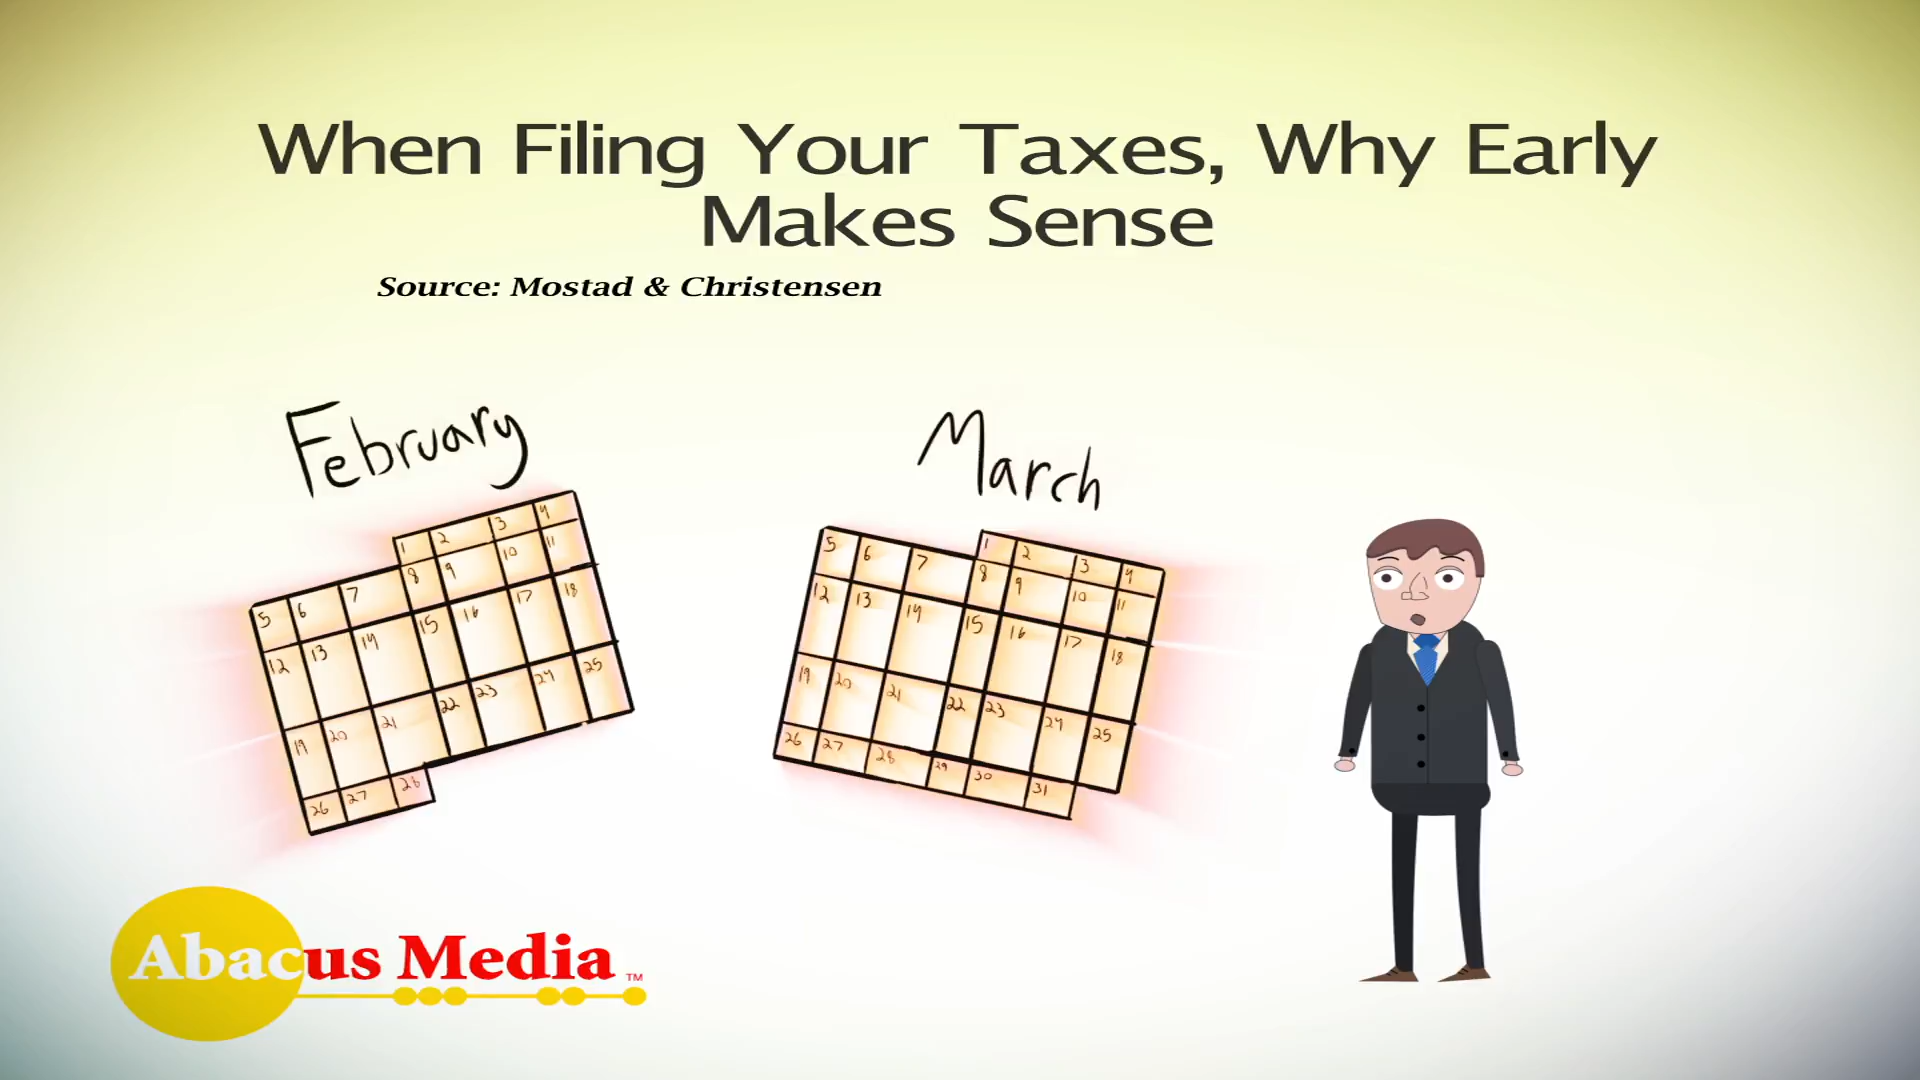 When Filing Your Taxes, Why Early
Makes Sense
Source: Mostad & Christensen
February
1 2 3 4
5 6 7 8 9 10 11
12 13 14 15 16 17 18
19 20 21 22 23 24 25
26 27 28
March
1 2 3 4
5 6 7 8 9 10 11
12 13 14 15 16 17 18
19 20 21 22 23 24 25
26 27 28 29 30 31
Abacus Media ™